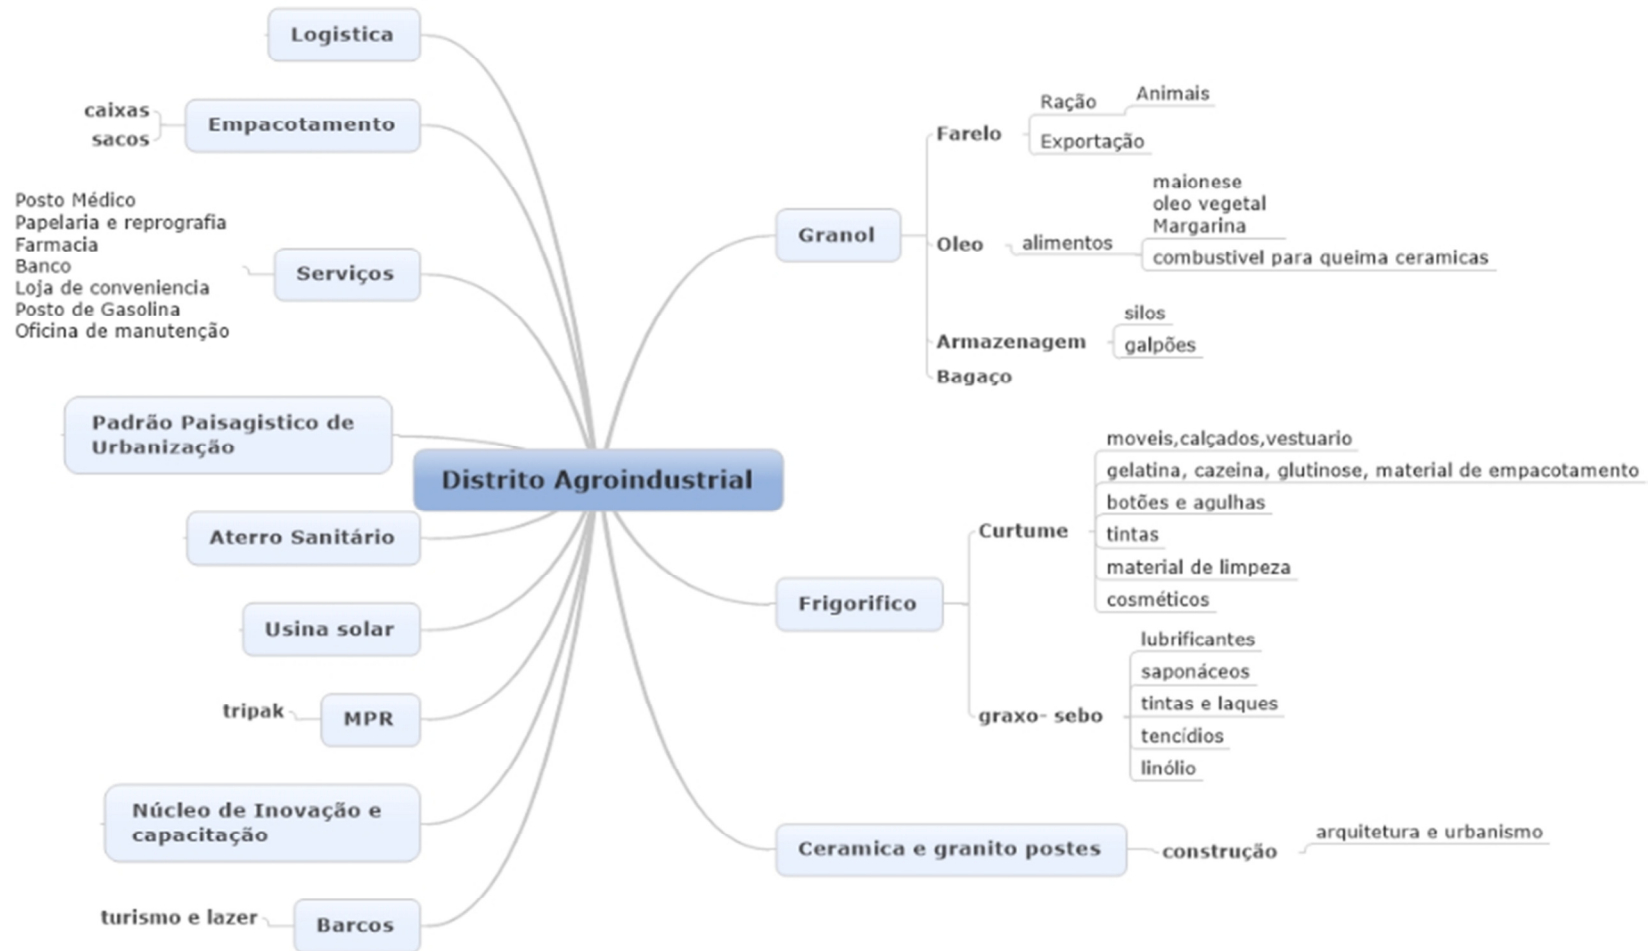 Logistica
caixas
sacos
Empacotamento
Posto Médico
Papelaria e reprografia
Farmacia
Banco
Loja de conveniencia
Posto de Gasolina
Oficina de manutenção
Serviços
Padrão Paisagistico de
Urbanização
Distrito Agroindustrial
Aterro Sanitário
Usina solar
tripak
MPR
Núcleo de Inovação e
capacitação
turismo e lazer
Barcos
Granol
Farelo
Ração
Animais
Exportação
Oleo
alimentos
maionese
oleo vegetal
Margarina
combustivel para queima ceramicas
Armazenagem
silos
galpões
Bagaço
Frigorifico
Curtume
moveis,calçados,vestuario
gelatina, cazeina, glutinose, material de empacotamento
botões e agulhas
tintas
material de limpeza
cosméticos
graxo- sebo
lubrificantes
saponáceos
tintas e laques
tencídios
linólio
Ceramica e granito postes
construção
arquitetura e urbanismo